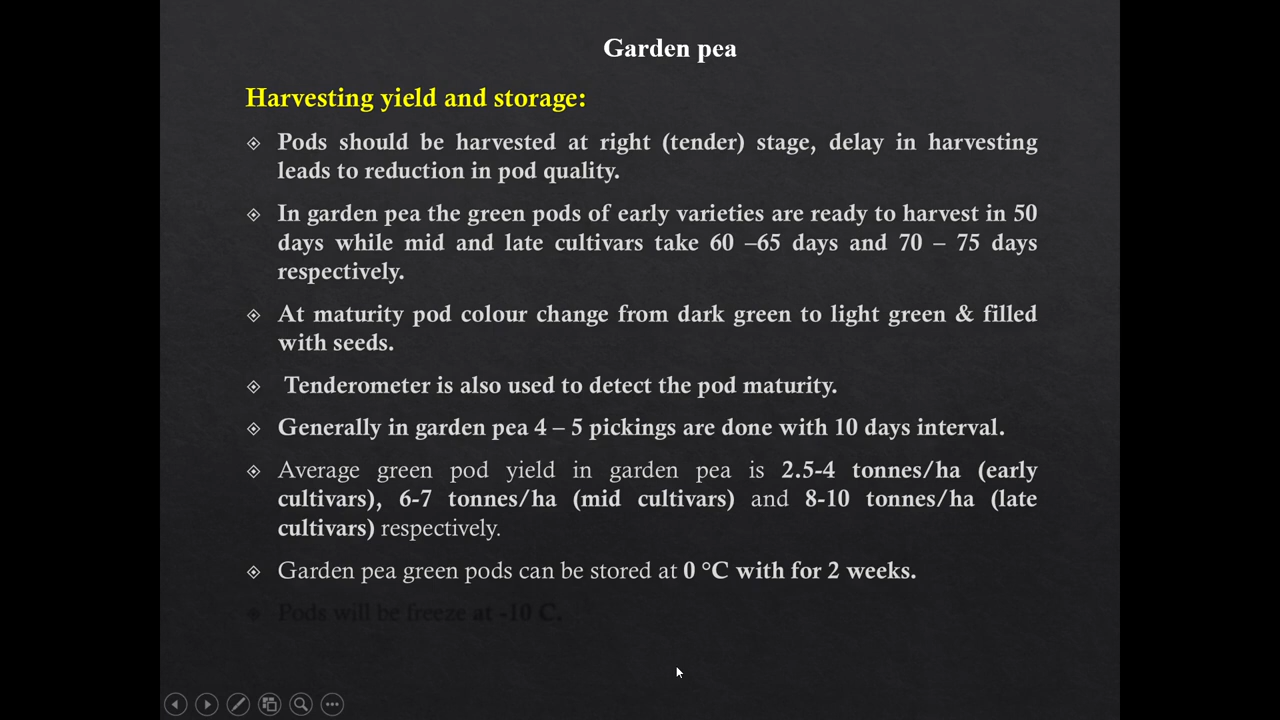 Garden pea
Harvesting yield and storage:
Pods should be harvested at right (tender) stage, delay in harvesting
leads to reduction in pod quality.
In garden pea the green pods of early varieties are ready to harvest in 50
days while mid and late cultivars take 60 –65 days and 70 – 75 days
respectively.
At maturity pod colour change from dark green to light green & filled
with seeds.
Tenderometer is also used to detect the pod maturity.
Generally in garden pea 4 – 5 pickings are done with 10 days interval.
Average green pod yield in garden pea is 2.5-4 tonnes/ha (early
cultivars), 6-7 tonnes/ha (mid cultivars) and 8-10 tonnes/ha (late
cultivars) respectively.
Garden pea green pods can be stored at 0 °C with for 2 weeks.
Pods will be freeze at -10 C.